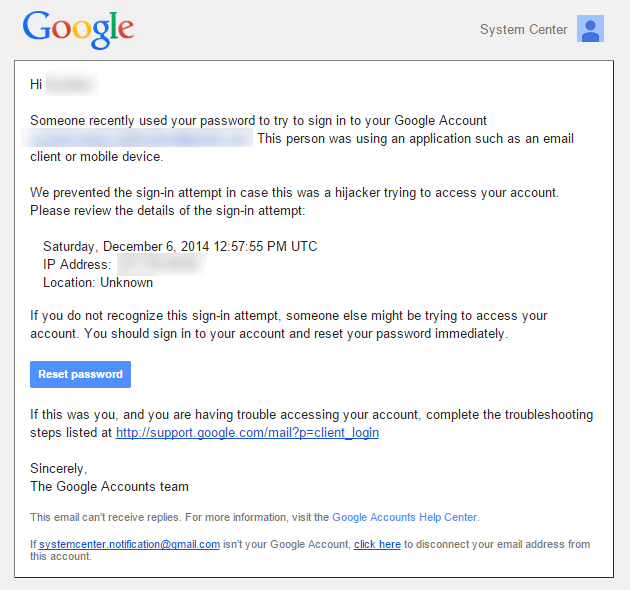 Google
System Center
Hi
Someone recently used your password to try to sign in to your Google Account
This person was using an application such as an email
client or mobile device.
We prevented the sign-in attempt in case this was a hijacker trying to access your account.
Please review the details of the sign-in attempt:
Saturday, December 6, 2014 12:57:55 PM UTC
IP Address:
Location: Unknown
If you do not recognize this sign-in attempt, someone else might be trying to access your
account. You should sign in to your account and reset your password immediately.
Reset password
If this was you, and you are having trouble accessing your account, complete the troubleshooting
steps listed at http://support.google.com/mail?p=client_login
Sincerely,
The Google Accounts team
This email can't receive replies. For more information, visit the Google Accounts Help Center.
If systemcenter.notification@gmail.com isn't your Google Account, click here to disconnect your email address from
this account.